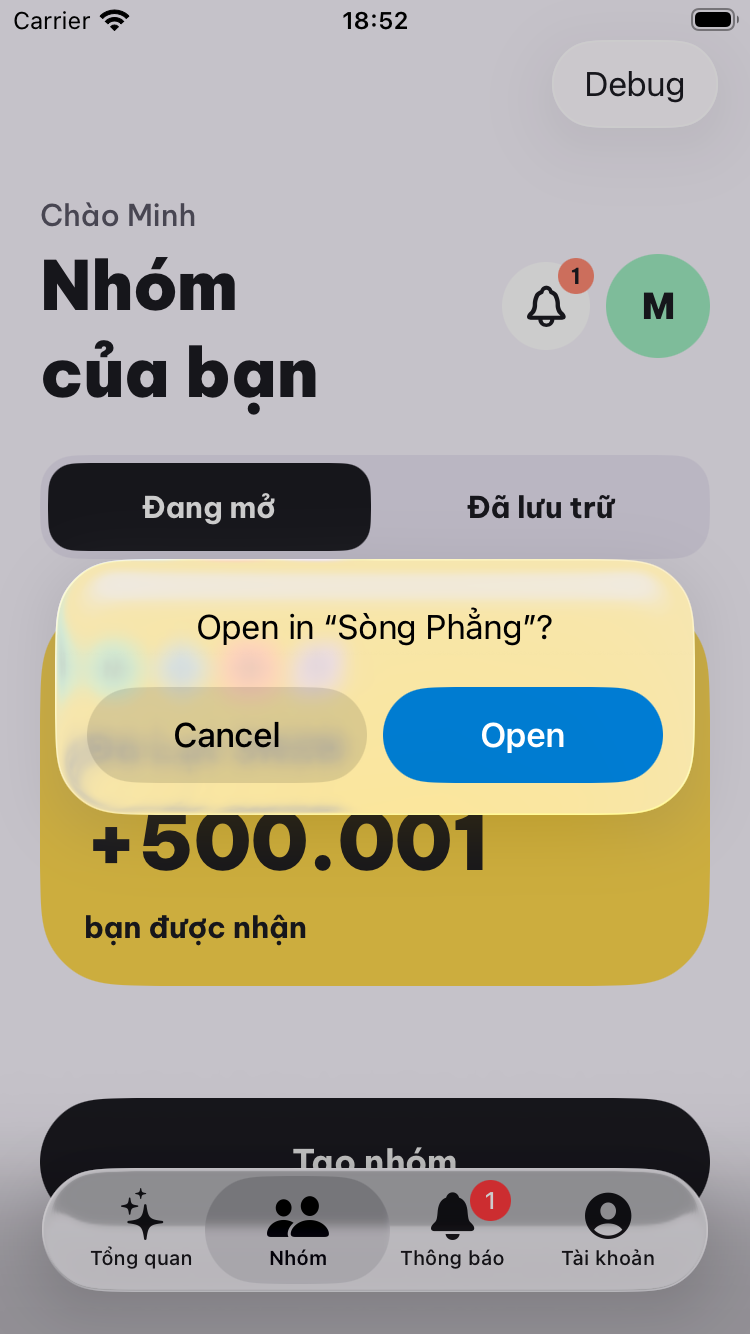 Carrier 18:52
Debug
Chào Minh
Nhóm
của bạn
1
M
Đang mở
Đã lưu trữ
Open in “Sòng Phẳng”?
Cancel
Open
+500.001
bạn được nhận
Tạo nhóm
1
Tổng quan
Nhóm
Thông báo
Tài khoản